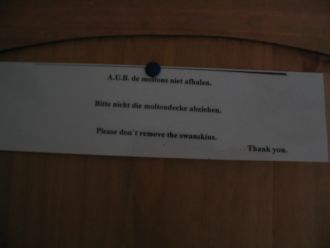 A.U.B. de moltons niet afhalen.
Bitte nicht die moltondecke abziehen.
Please don't remove the swanskins.
Thank you.